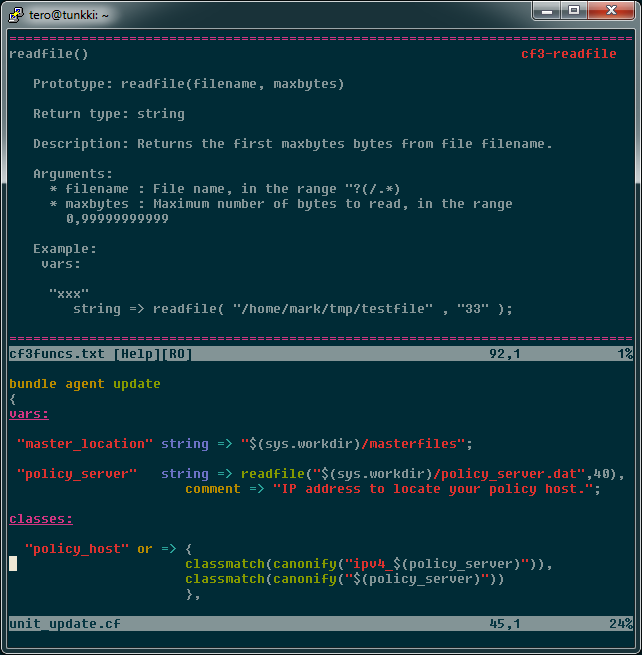 tero@tunkki: ~
===============================================================================
readfile() cf3-readfile
Prototype: readfile(filename, maxbytes)
Return type: string
Description: Returns the first maxbytes bytes from file filename.
Arguments:
* filename : File name, in the range "?(/.*)
* maxbytes : Maximum number of bytes to read, in the range
0,99999999999
Example:
vars:
"xxx"
string => readfile( "/home/mark/tmp/testfile" , "33" );
===============================================================================
cf3funcs.txt [Help][RO] 92,1 1%
bundle agent update
{
vars:
"master_location" string => "$(sys.workdir)/masterfiles";
"policy_server" string => readfile("$(sys.workdir)/policy_server.dat",40),
comment => "IP address to locate your policy host.";
classes:
"policy_host" or => {
classmatch(canonify("ipv4_$(policy_server)")),
classmatch(canonify("$(policy_server)"))
},
unit_update.cf 45,1 24%